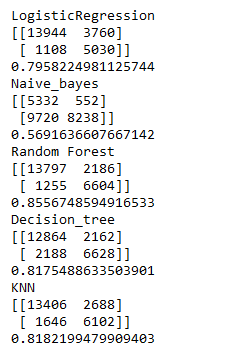 LogisticRegression
[[13944  3760]
 [ 1108  5030]]
0.7958224981125744
Naive_bayes
[[5332  552]
 [9720 8238]]
0.5691636607667142
Random Forest
[[13797  2186]
 [ 1255  6604]]
0.8556748594916533
Decision_tree
[[12864  2162]
 [ 2188  6628]]
0.8175488633503901
KNN
[[13406  2688]
 [ 1646  6102]]
0.8182199479909403